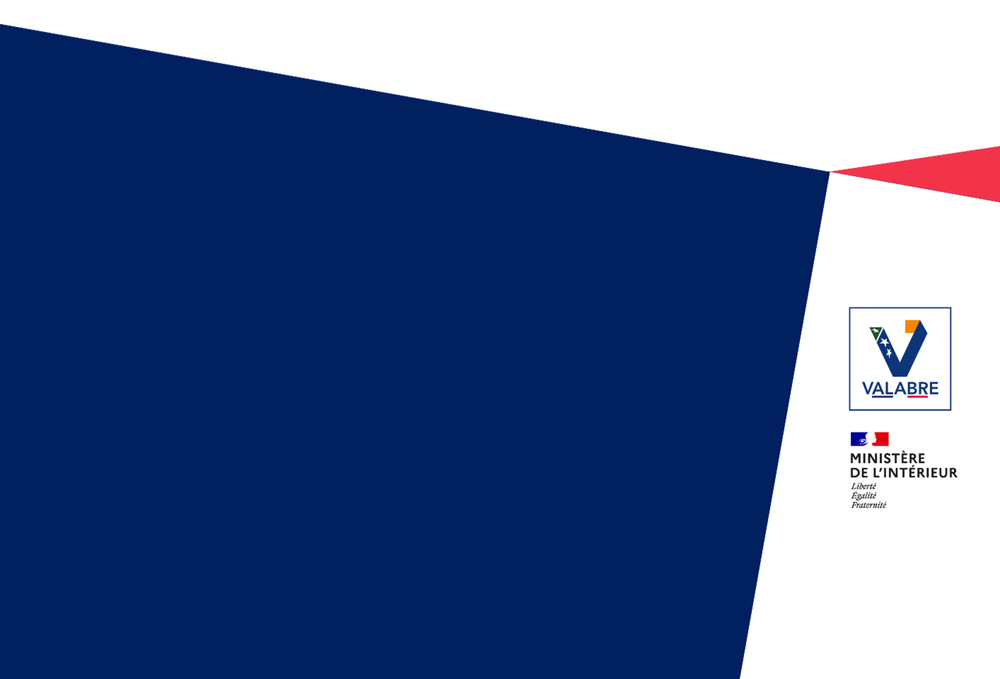 VALABRE
MINISTÈRE
DE L'INTÉRIEUR
Liberté
Égalité
Fraternité